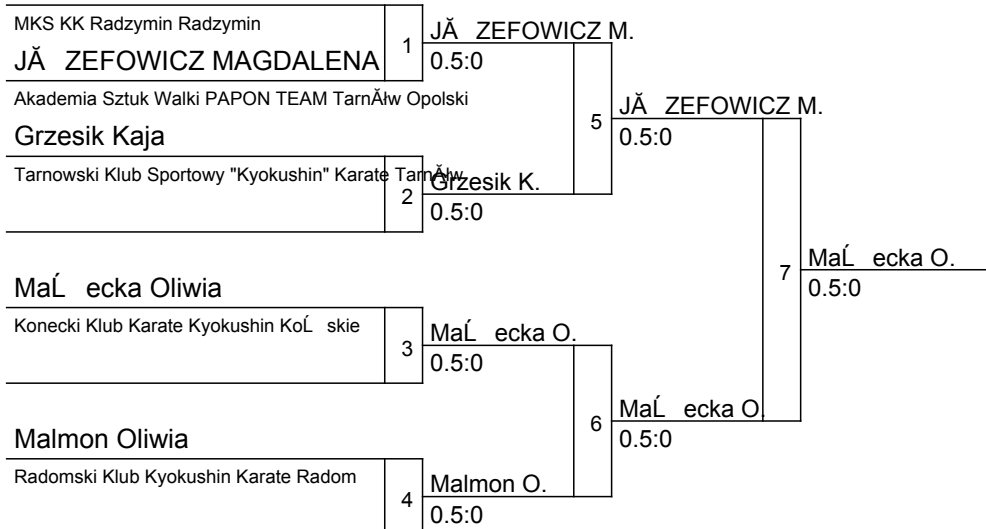 MKS KK Radzymin Radzymin
JĂ ZEFOWICZ MAGDALENA
1
JĂ ZEFOWICZ M.
0.5:0
Akademia Sztuk Walki PAPON TEAM TarnĂłw Opolski
Grzesik Kaja
5
JĂ ZEFOWICZ M.
0.5:0
Tarnowski Klub Sportowy "Kyokushin" Karate TarnĂłw
2
Grzesik K.
0.5:0
MaĹ ecka Oliwia
7
MaĹ ecka O.
0.5:0
Konecki Klub Karate Kyokushin KoĹ skie
3
MaĹ ecka O.
0.5:0
6
MaĹ ecka O.
0.5:0
Malmon Oliwia
Radomski Klub Kyokushin Karate Radom
4
Malmon O.
0.5:0